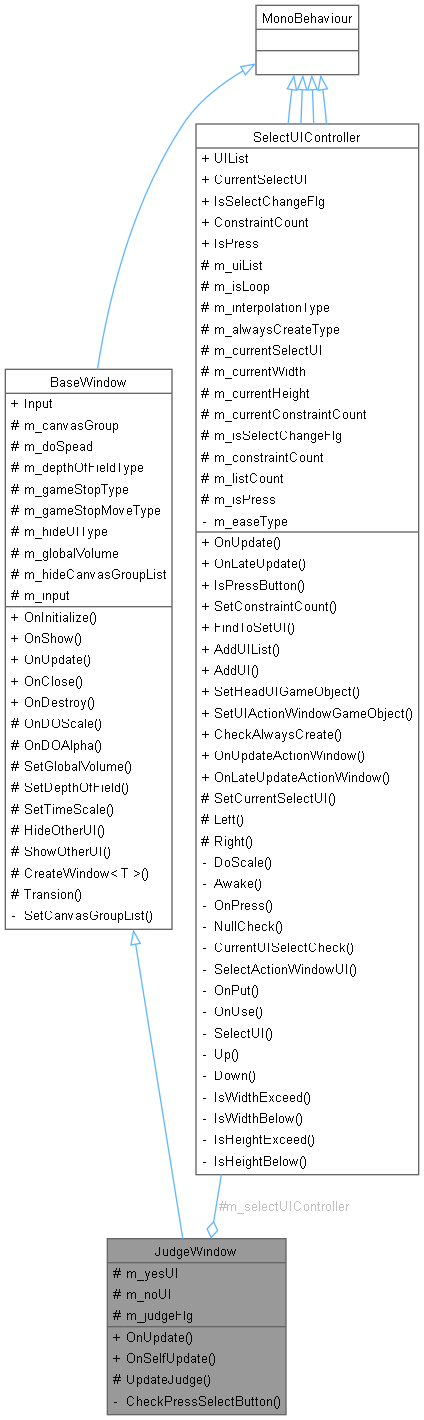 MonoBehaviour
SelectUIController
+ UIList
+ CurrentSelectUI
+ IsSelectChangeFlg
+ ConstraintCount
+ IsPress
# m_uiList
# m_isLoop
# m_interpolationType
# m_alwaysCreateType
# m_currentSelectUI
# m_currentWidth
# m_currentHeight
# m_currentConstraintCount
# m_isSelectChangeFlg
# m_constraintCount
# m_listCount
# m_isPress
- m_easeType
+ OnUpdate()
+ OnLateUpdate()
+ IsPressButton()
+ SetConstraintCount()
+ FindToSetUI()
+ AddUIList()
+ AddUI()
+ SetHeadUIGameObject()
+ SetUIActionWindowGameObject()
+ CheckAlwaysCreate()
+ OnUpdateActionWindow()
+ OnLateUpdateActionWindow()
# SetCurrentSelectUI()
# Left()
# Right()
- DoScale()
- Awake()
- OnPress()
- NullCheck()
- CurrentUISelectCheck()
- SelectActionWindowUI()
- OnPut()
- OnUse()
- SelectUI()
- Up()
- Down()
- IsWidthExceed()
- IsWidthBelow()
- IsHeightExceed()
- IsHeightBelow()
BaseWindow
+ Input
# m_canvasGroup
# m_doSpead
# m_depthOfFieldType
# m_gameStopType
# m_gameStopMoveType
# m_hideUIType
# m_globalVolume
# m_hideCanvasGroupList
# m_input
+ OnInitialize()
+ OnShow()
+ OnUpdate()
+ OnClose()
+ OnDestroy()
# OnDOScale()
# OnDOAlpha()
# SetGlobalVolume()
# SetDepthOfField()
# SetTimeScale()
# HideOtherUI()
# ShowOtherUI()
# CreateWindow< T >()
# Transion()
- SetCanvasGroupList()
#m_selectUIController
JudgeWindow
# m_yesUI
# m_noUI
# m_judgeFlg
+ OnUpdate()
+ OnSelfUpdate()
# UpdateJudge()
- CheckPressSelectButton()